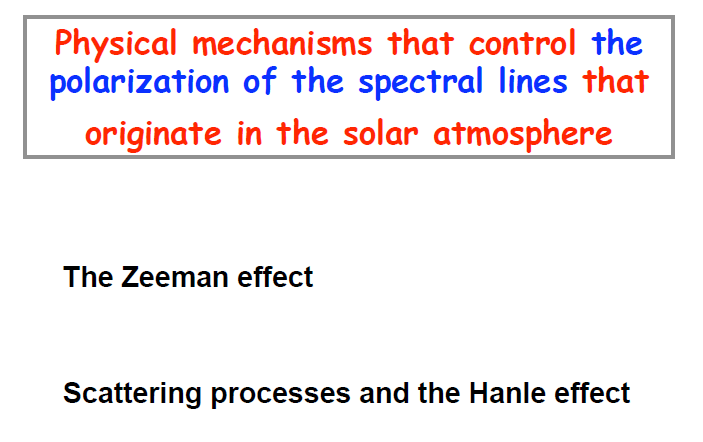 Physical mechanisms that control the
polarization of the spectral lines that
originate in the solar atmosphere
The Zeeman effect
Scattering processes and the Hanle effect